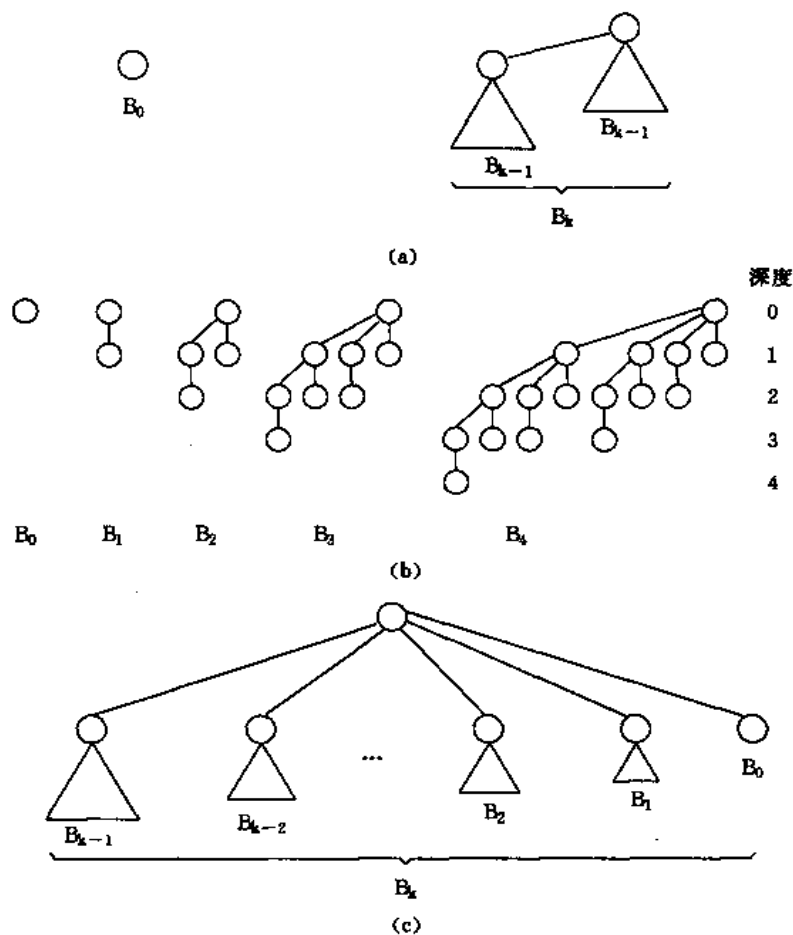 B₀
Bₖ₋₁
Bₖ₋₁
Bₖ
(a)
深度
0
1
2
3
4
B₀ B₁ B₂ B₃ B₄
(b)
...
B₀
B₁
B₂
Bₖ₋₂
Bₖ₋₁
Bₖ
(c)